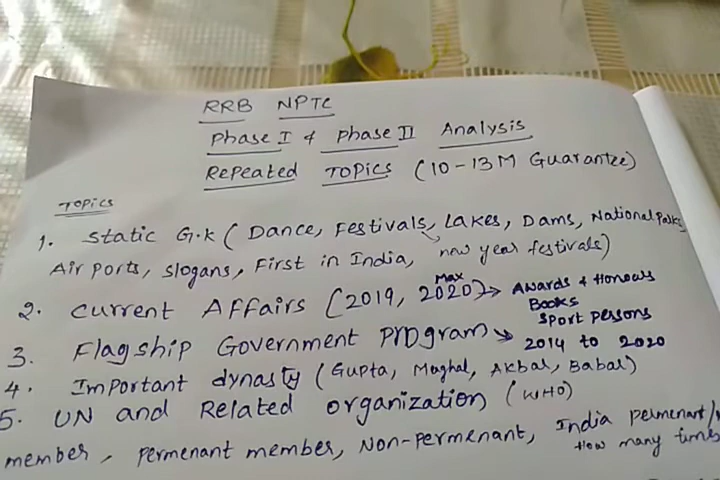 RRB NPTC
Phase I & Phase II Analysis
Repeated Topics (10-13M Guarantee)
Topics
1. Static G.K ( Dance, Festivals, Lakes, Dams, National Parks
Air Ports, Slogans, First in India, new year festivals)
2. Current Affairs (2019, 2020) Max → Awards & Honours
Books
Sport persons
3. Flagship Government program → 2014 to 2020
4. Important dynasty (Gupta, Mughal, Akbar, Babar)
5. UN and Related organization (WHO)
member, permenant member, Non-permenant, India permenant/
How many times